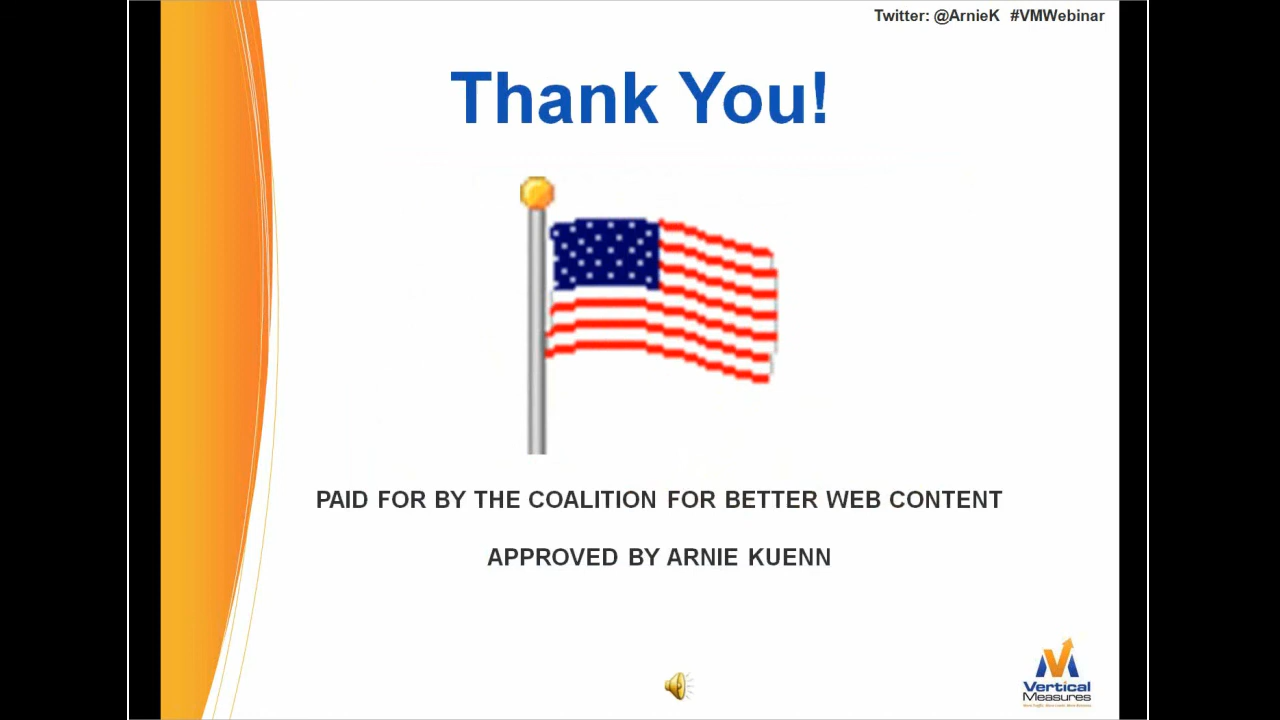 Twitter: @ArnieK #VMWebinar
Thank You!
PAID FOR BY THE COALITION FOR BETTER WEB CONTENT
APPROVED BY ARNIE KUENN
Vertical
Measures